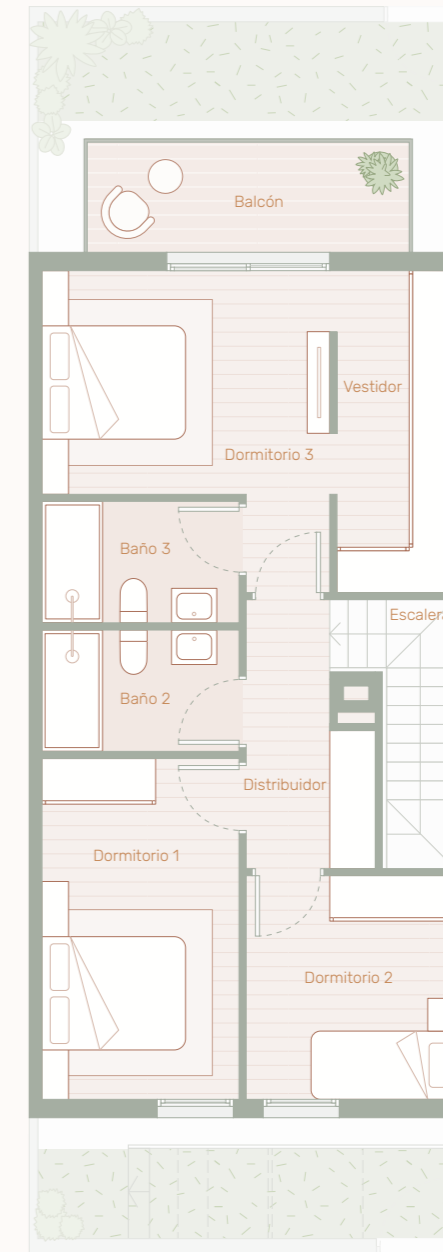 Balcón
Vestidor
Dormitorio 3
Baño 3
Escalera
Baño 2
Distribuidor
Dormitorio 1
Dormitorio 2